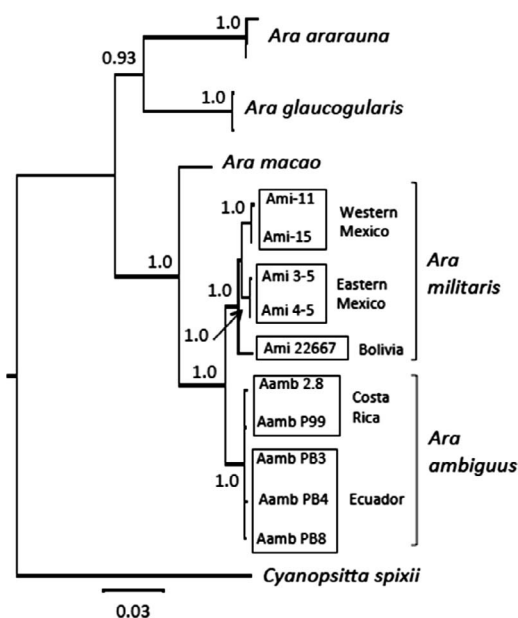 1.0
Ara ararauna
0.93
1.0
Ara glaucogularis
Ara macao
1.0
1.0
Ami-11
Ami-15
Western
Mexico
1.0
Ami 3-5
Ami 4-5
Eastern
Mexico
1.0
Ami 22667
Bolivia
Ara
militaris
1.0
Aamb 2.8
Aamb P99
Costa
Rica
1.0
Aamb PB3
Aamb PB4
Aamb PB8
Ecuador
Ara
ambiguus
Cyanopsitta spixii
0.03